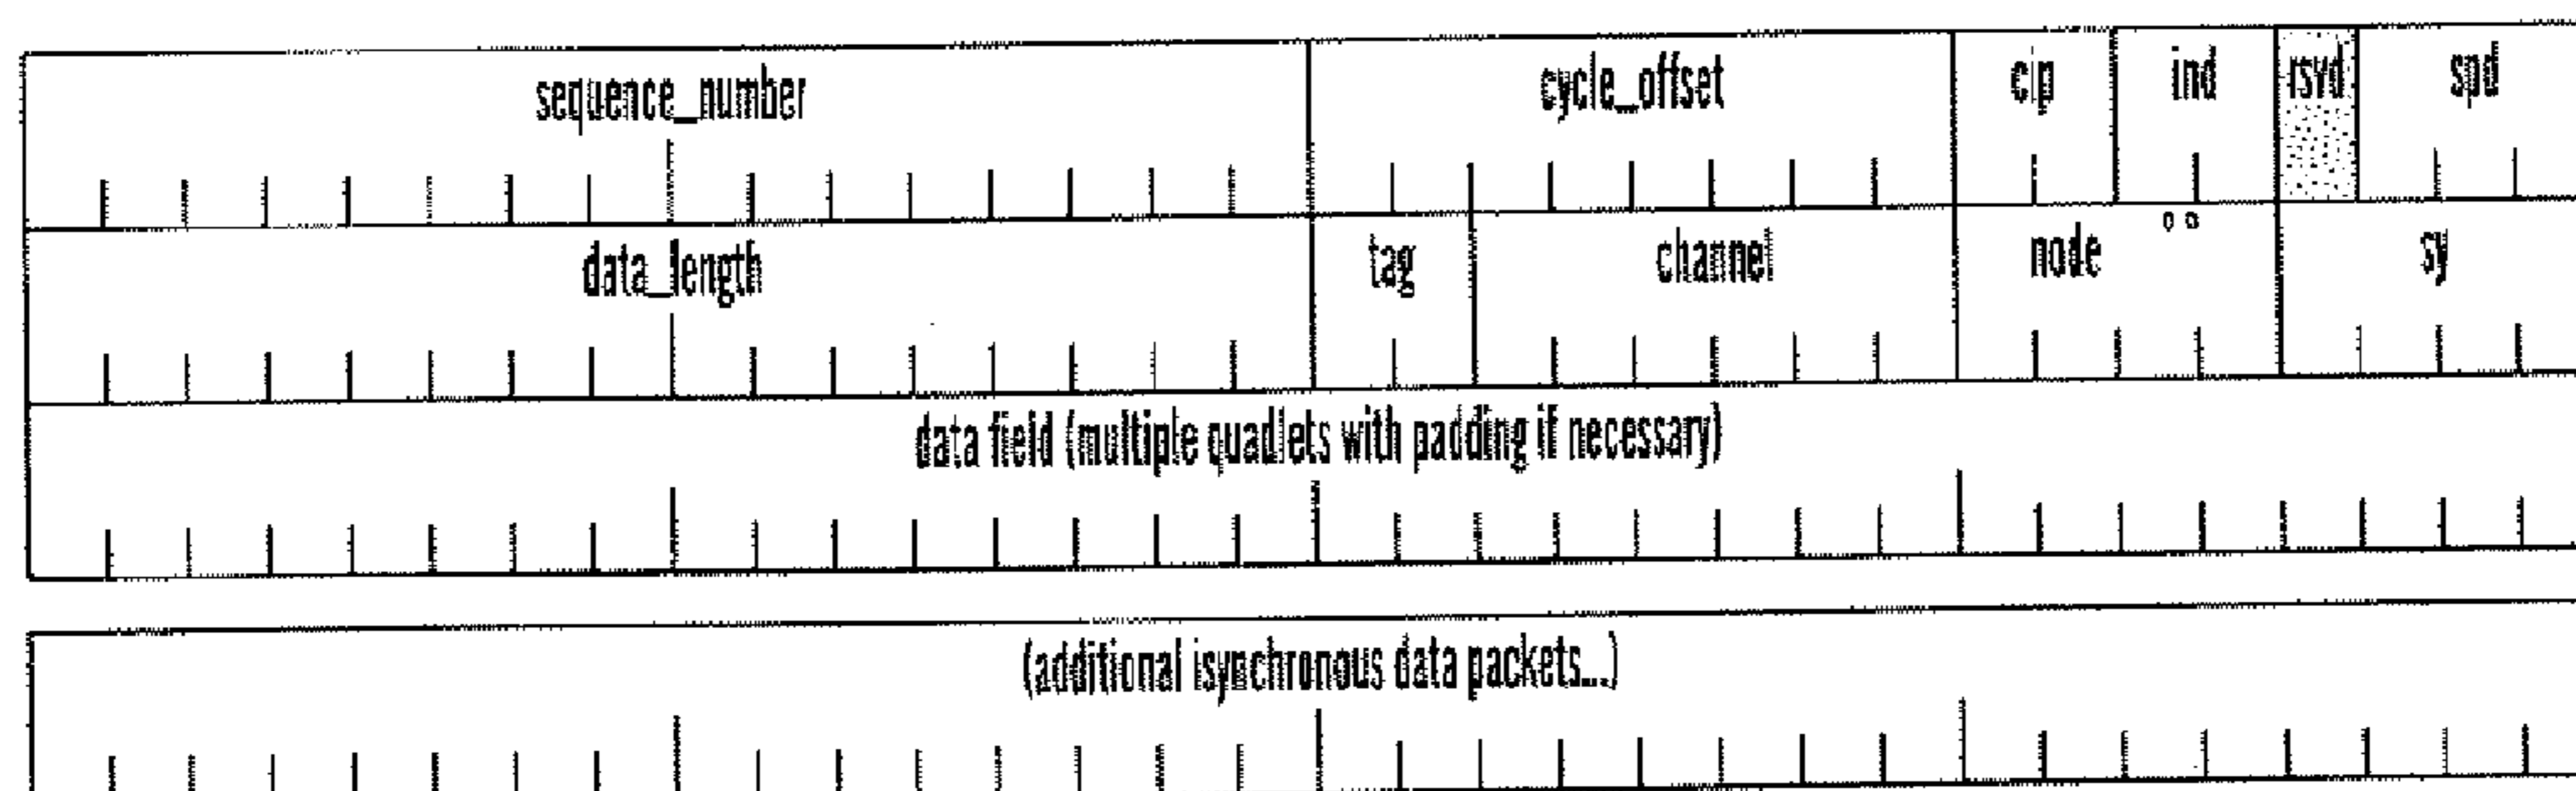 sequence_number cycle_offset cip ind rsvd spd
data_length tag channel node sy
data field (multiple quadlets with padding if necessary)
(additional isynchronous data packets...)